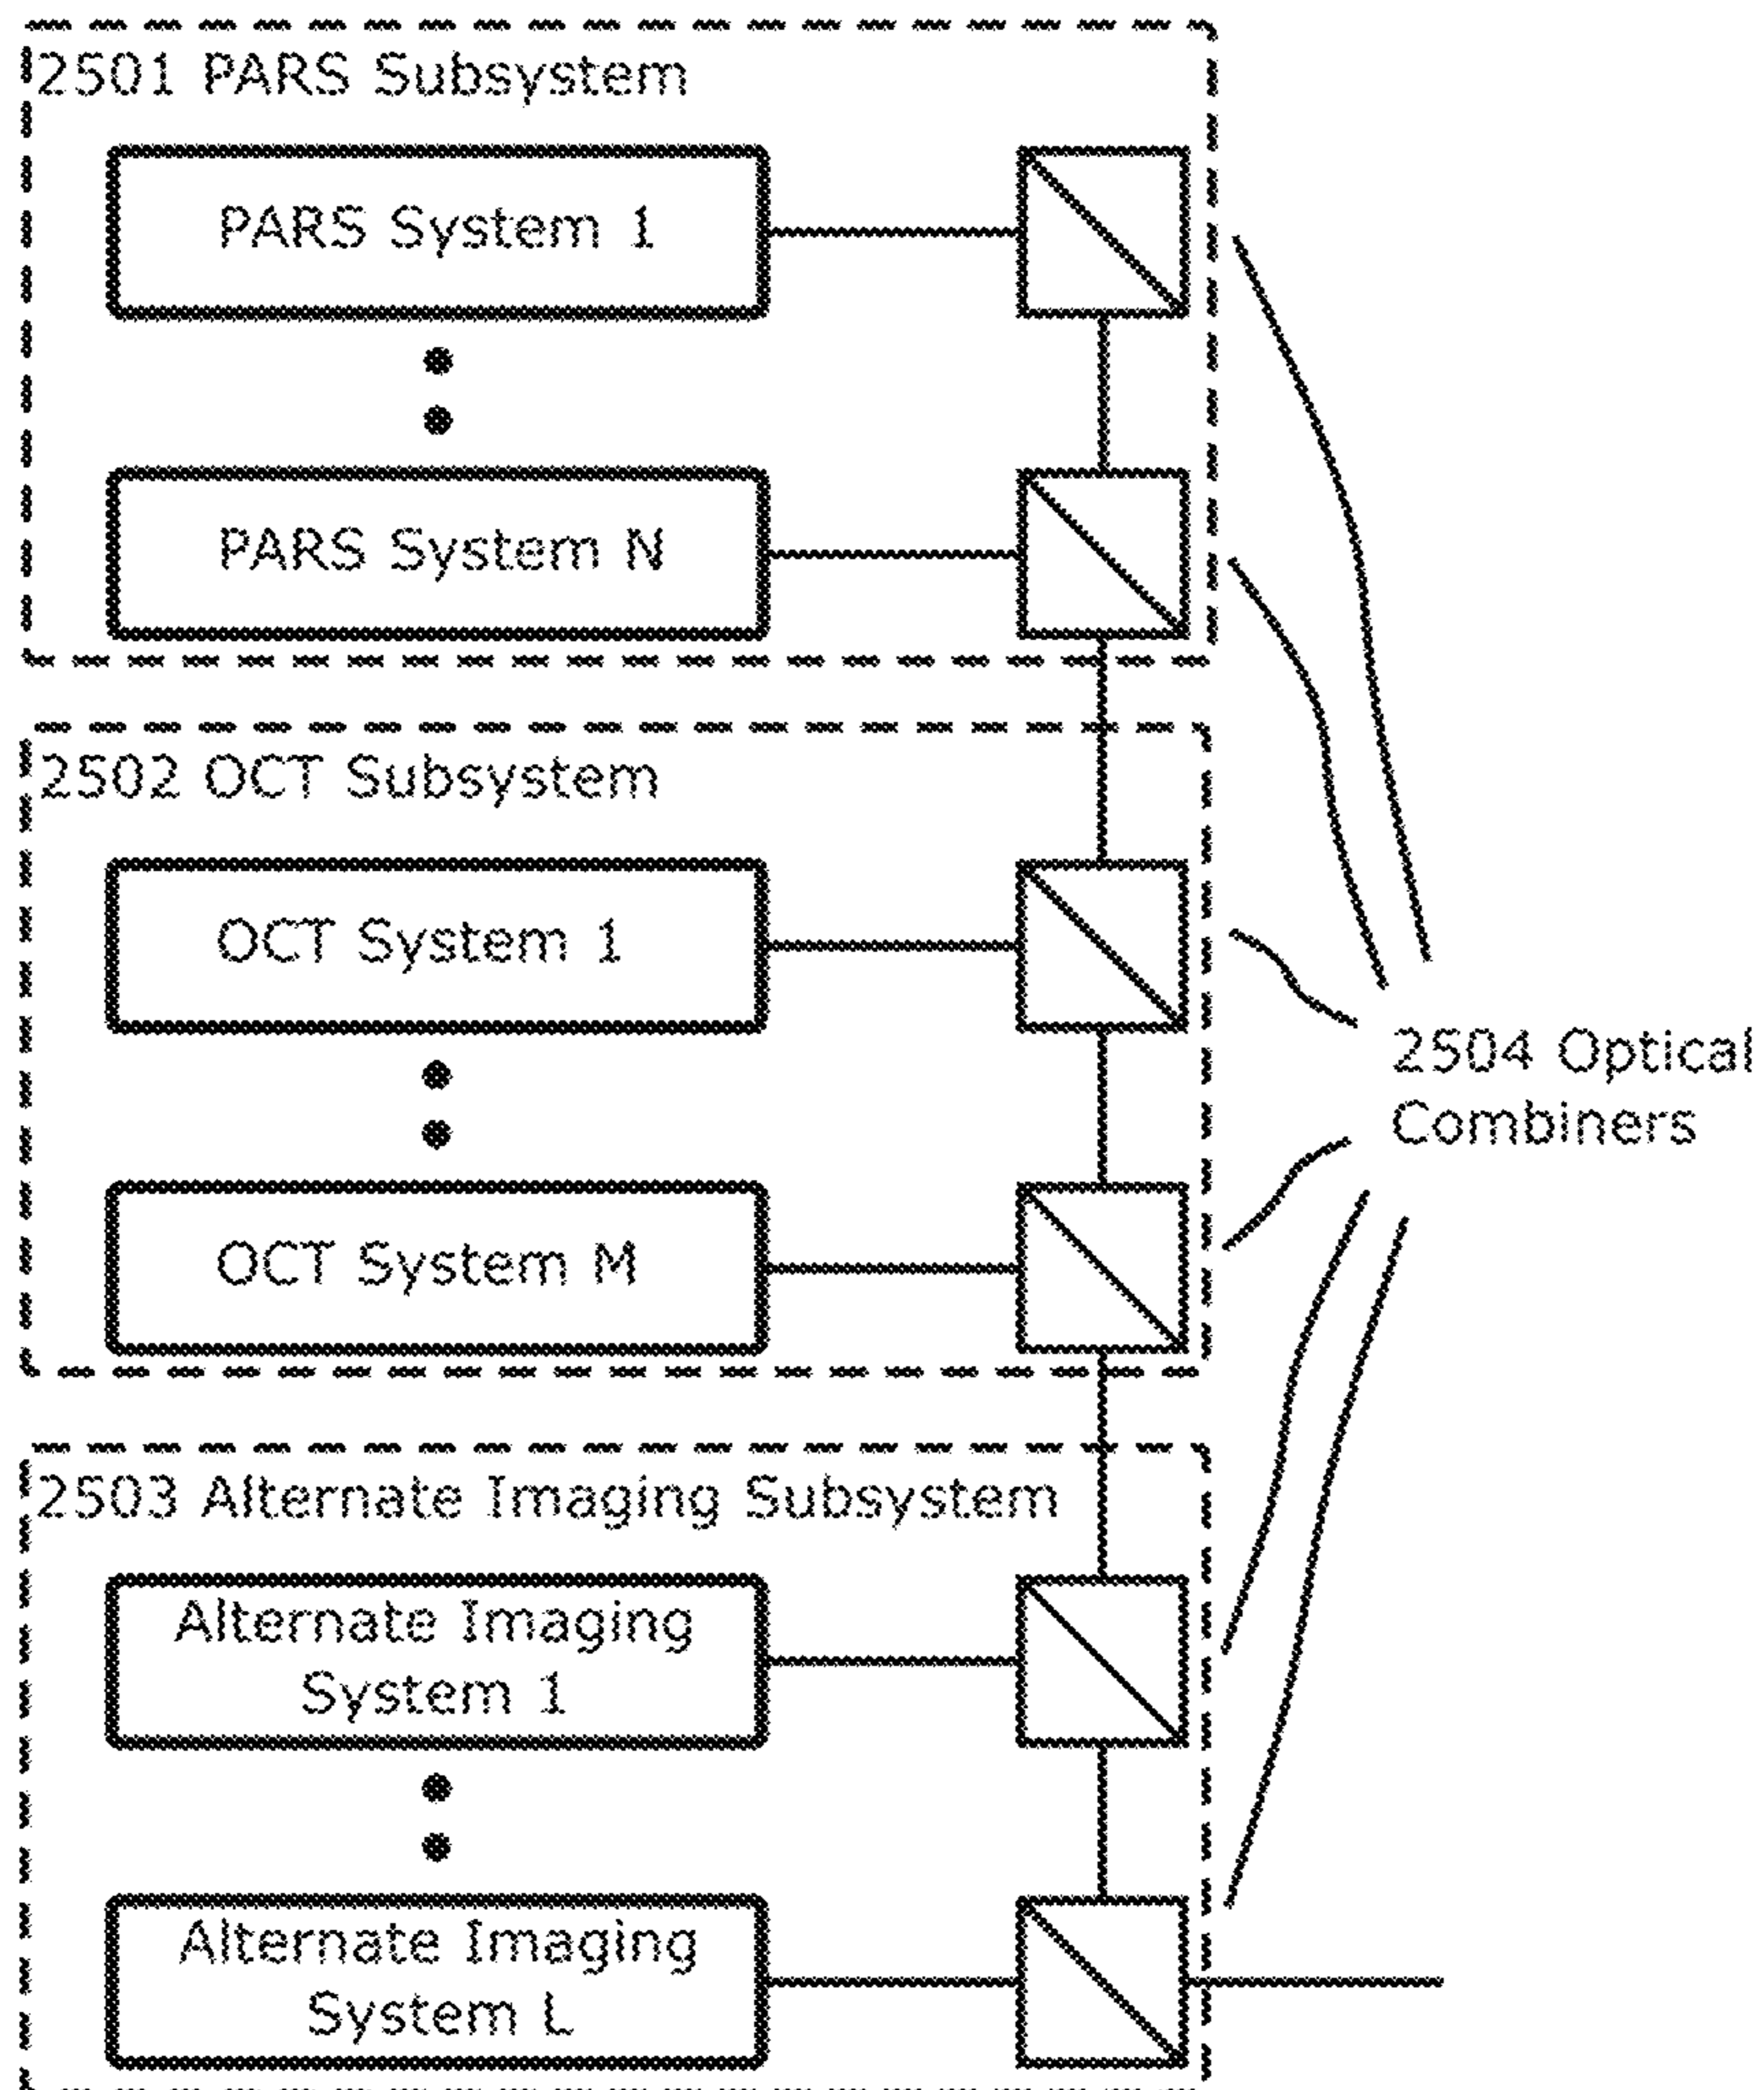 2501 PARS Subsystem
PARS System 1
PARS System N
2502 OCT Subsystem
OCT System 1
OCT System M
2504 Optical
Combiners
2503 Alternate Imaging Subsystem
Alternate Imaging
System 1
Alternate Imaging
System L